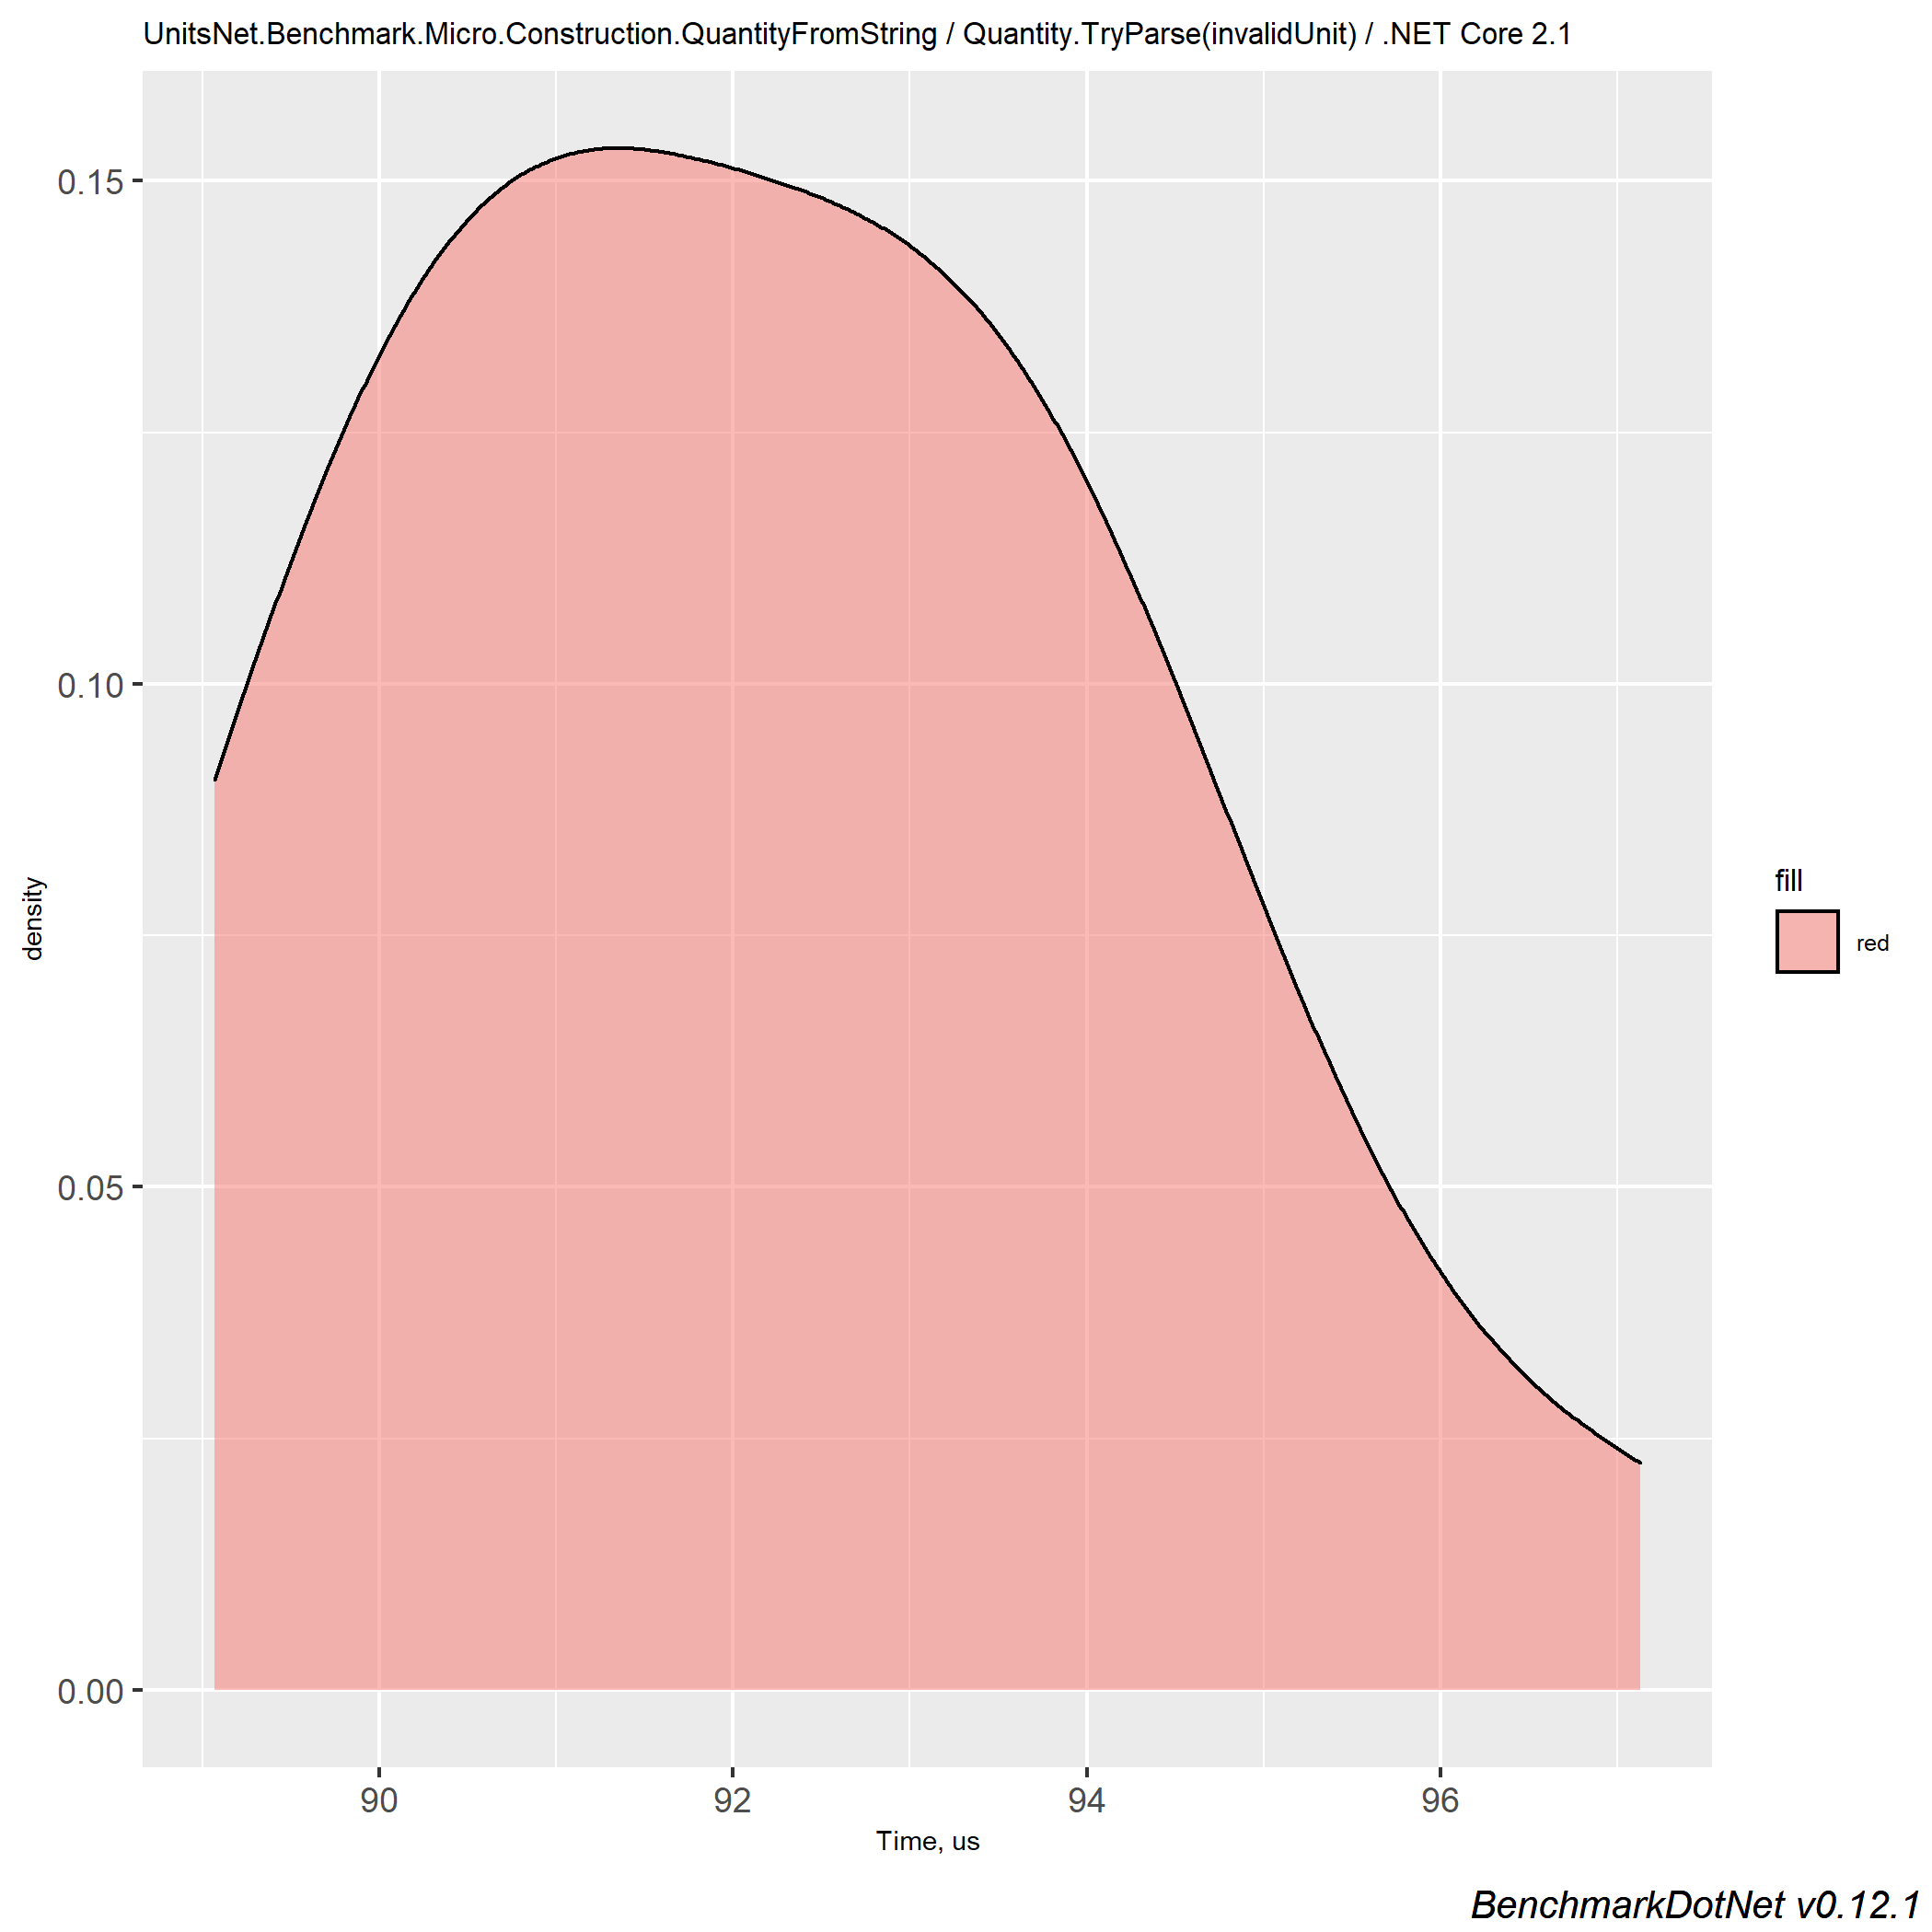 UnitsNet.Benchmark.Micro.Construction.QuantityFromString / Quantity.TryParse(invalidUnit) / .NET Core 2.1
0.15
0.10
0.05
0.00
density
90 92 94 96
Time, us
fill
red
BenchmarkDotNet v0.12.1